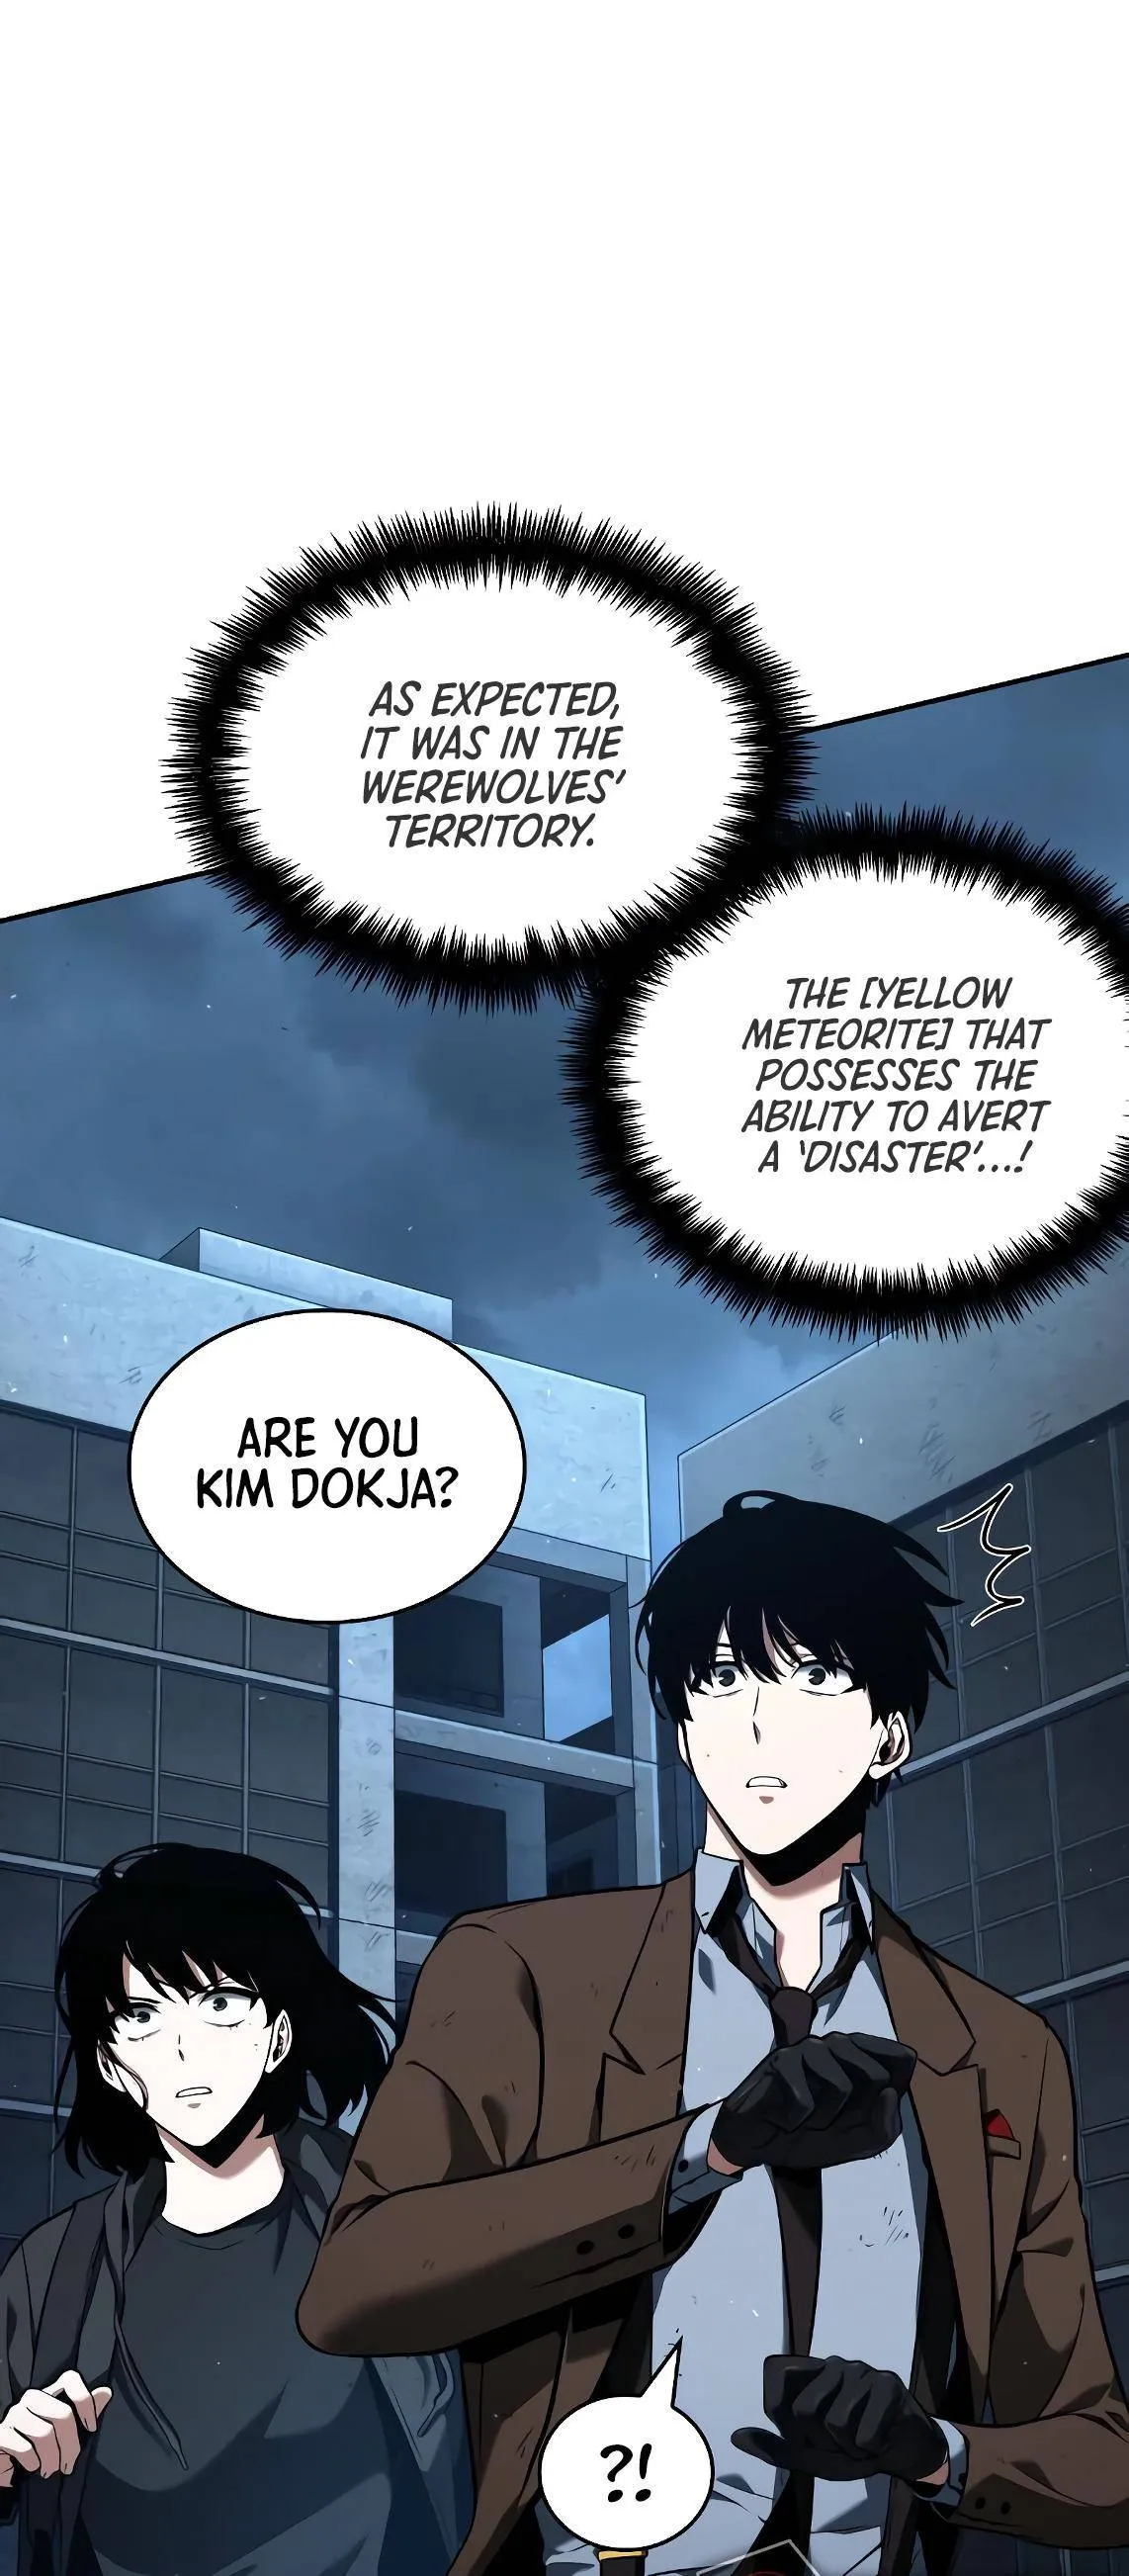 AS EXPECTED,
IT WAS IN THE
WEREWOLVES'
TERRITORY.
THE [YELLOW
METEORITE] THAT
POSSESSES THE
ABILITY TO AVERT
A 'DISASTER'...!
ARE YOU
KIM DOKJA?
?!